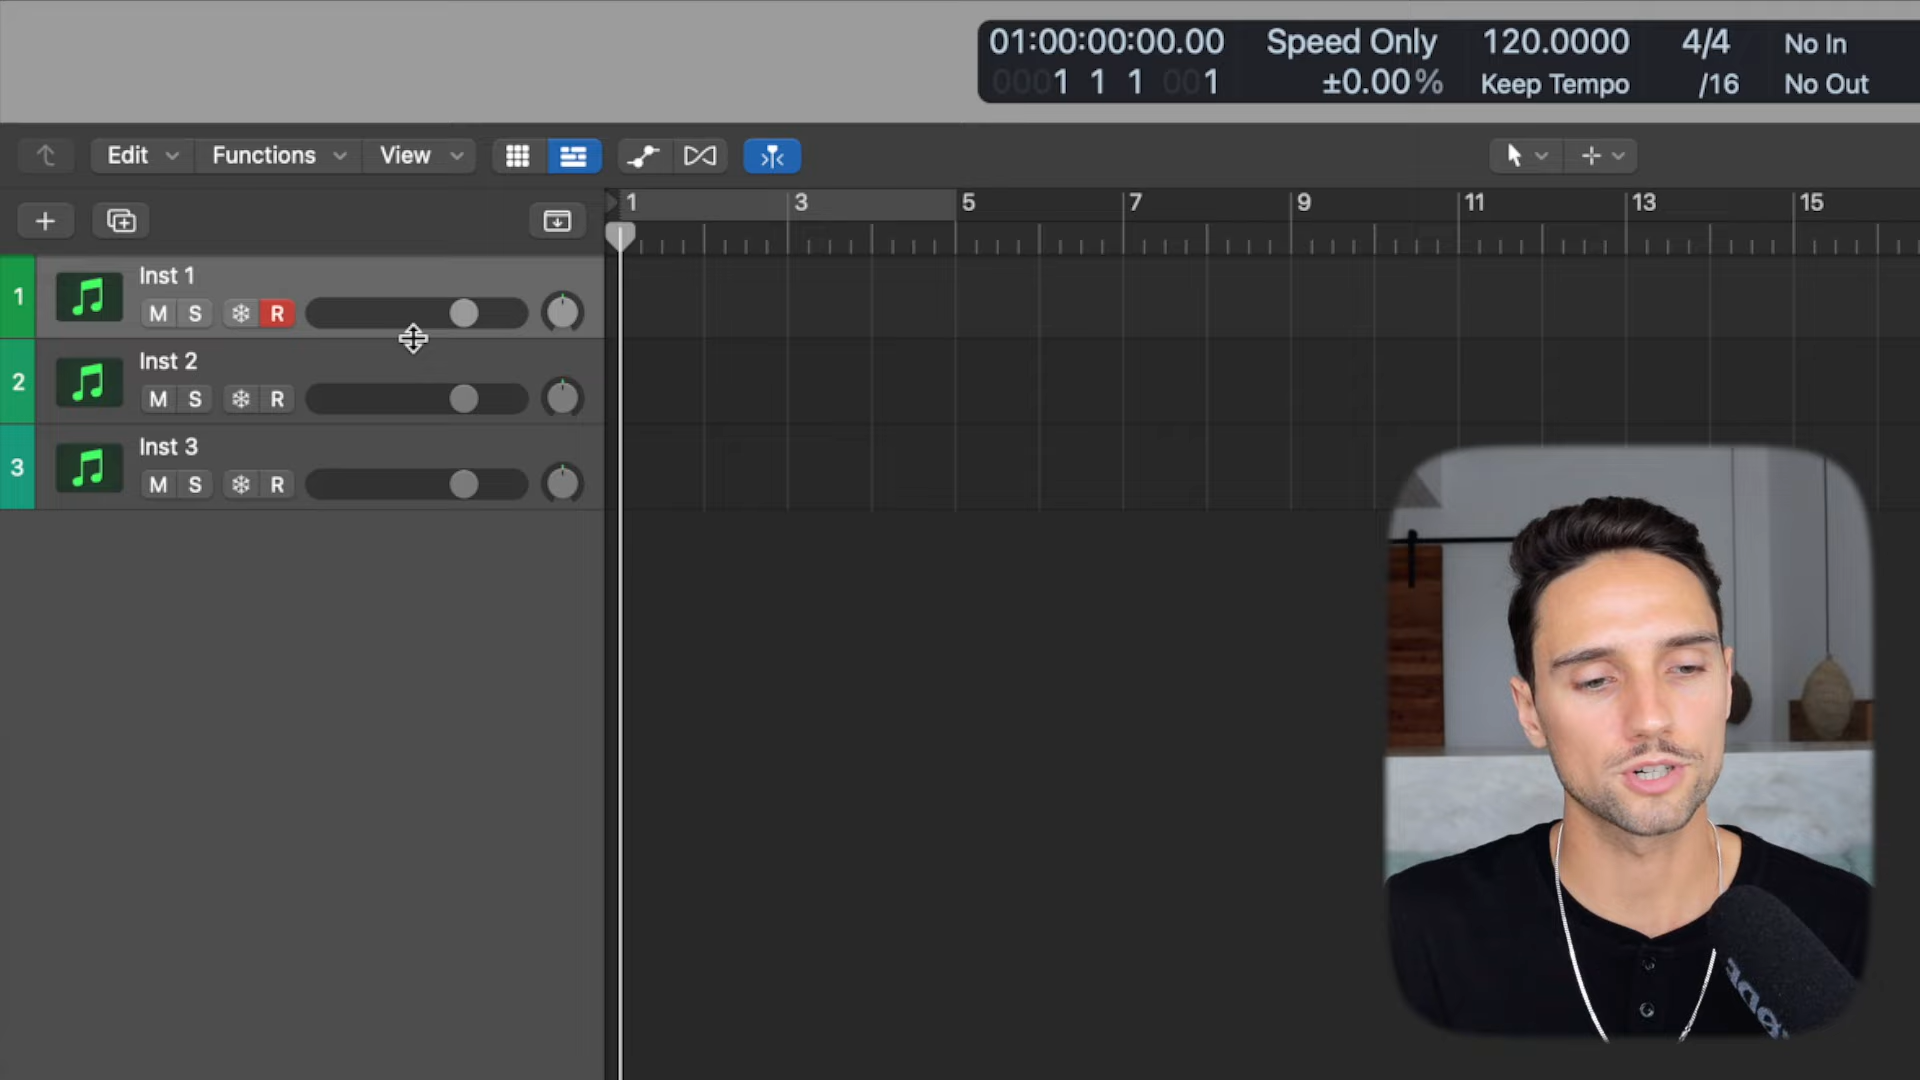 01:00:00:00.00 Speed Only 120.0000 4/4 No In
0001 1 1 001 ±0.00% Keep Tempo /16 No Out
Edit Functions View
1 3 5 7 9 11 13 15
1 Inst 1
M S R
2 Inst 2
M S R
3 Inst 3
M S R